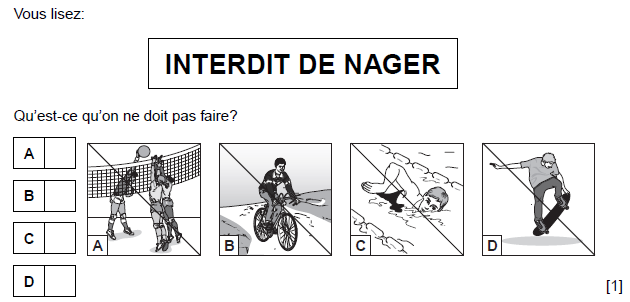 Vous lisez:
INTERDIT DE NAGER
Qu'est-ce qu'on ne doit pas faire?
A
B
C
D
A
B
C
D
[1]